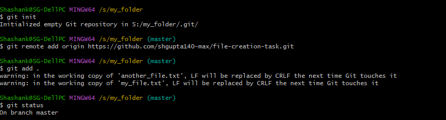 Shashank@SG-DellPC MINGW64 /s/my_folder
$ git init
Initialized empty Git repository in S:/my_folder/.git/
Shashank@SG-DellPC MINGW64 /s/my_folder (master)
$ git remote add origin https://github.com/shgupta140-max/file-creation-task.git
Shashank@SG-DellPC MINGW64 /s/my_folder (master)
$ git add .
warning: in the working copy of 'another_file.txt', LF will be replaced by CRLF the next time Git touches it
warning: in the working copy of 'my_file.txt', LF will be replaced by CRLF the next time Git touches it
Shashank@SG-DellPC MINGW64 /s/my_folder (master)
$ git status
On branch master